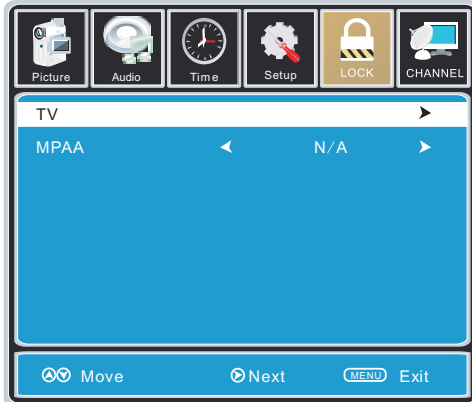 Picture Audio Time Setup LOCK CHANNEL
TV
MPAA N/A
Move Next MENU Exit